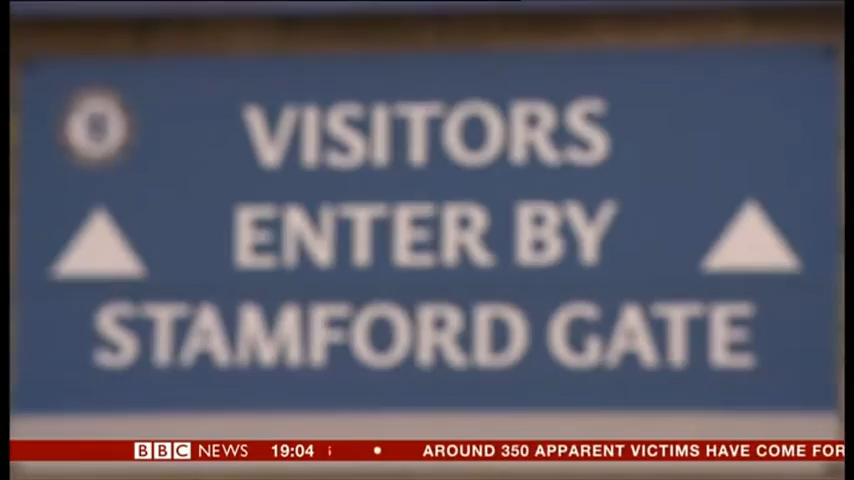 VISITORS
ENTER BY
STAMFORD GATE
BBC NEWS 19:04 AROUND 350 APPARENT VICTIMS HAVE COME FOR